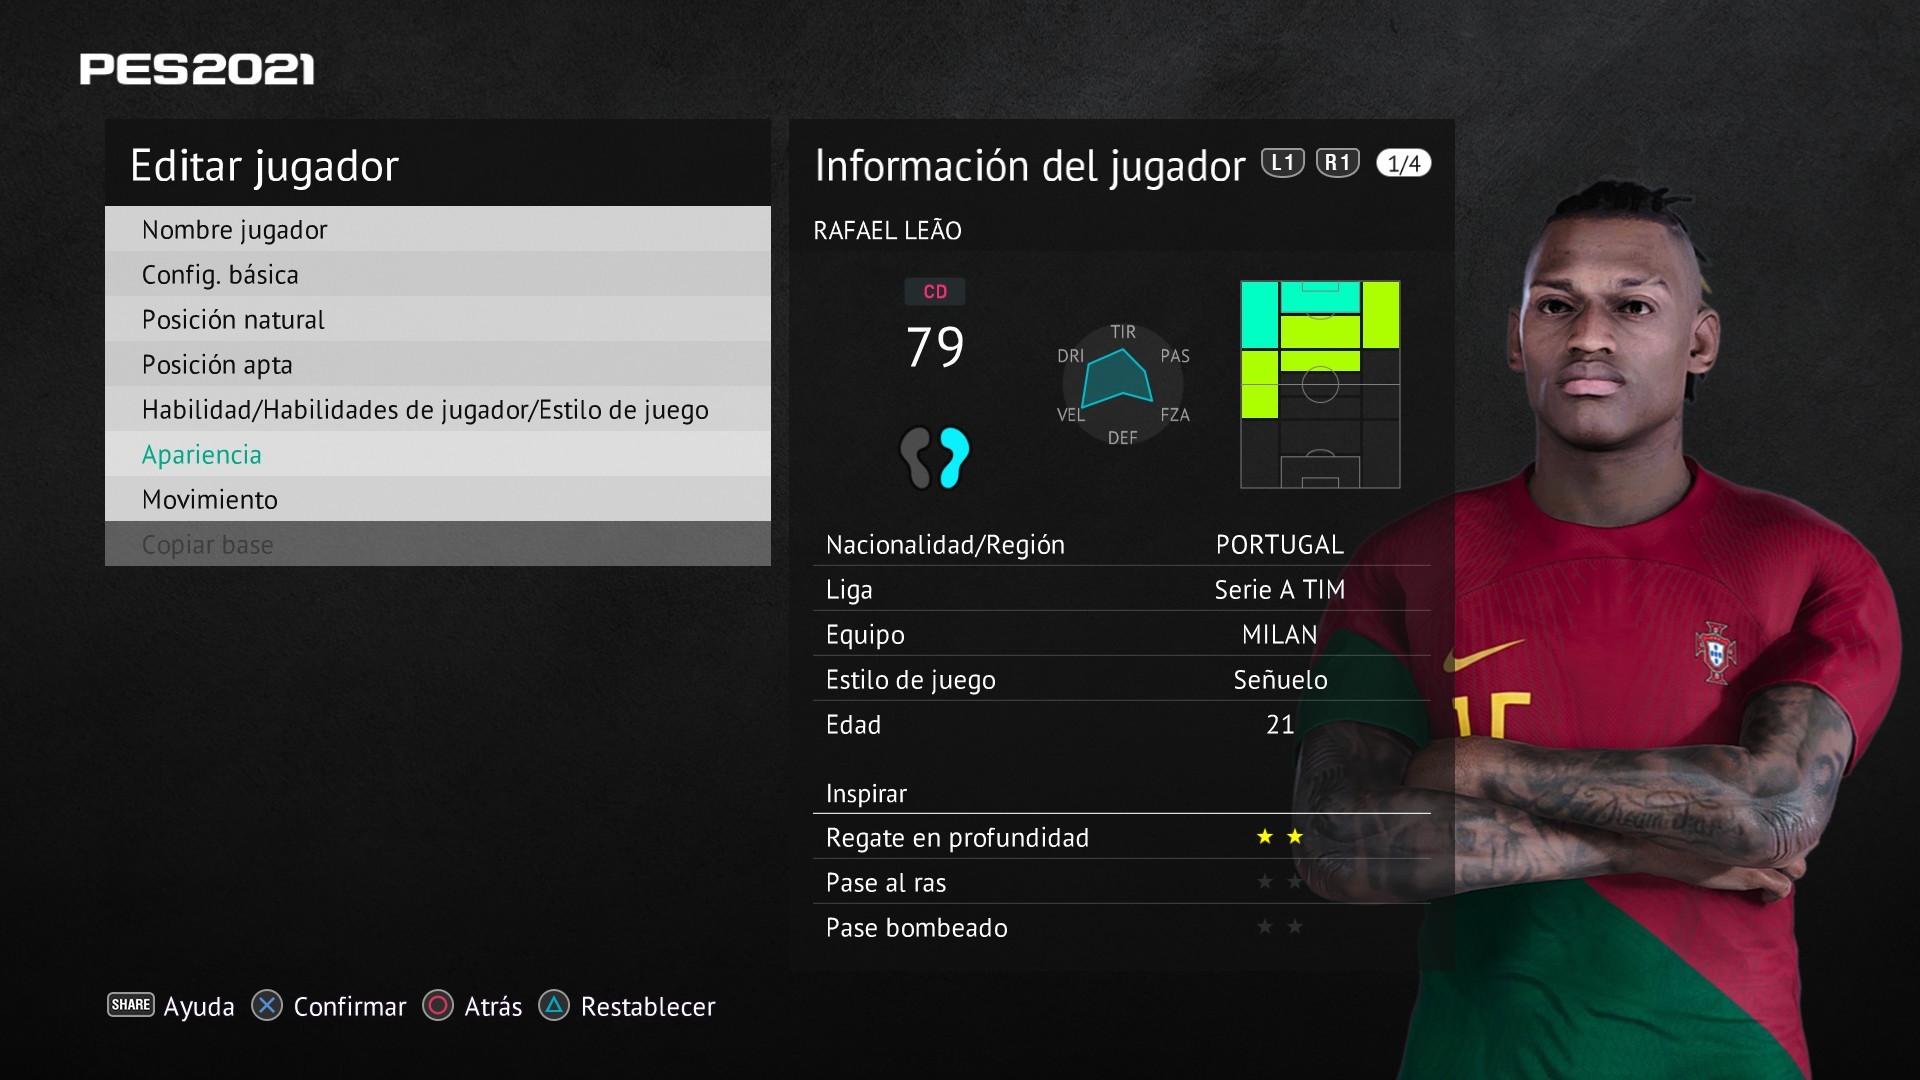 PES2021
Editar jugador
Nombre jugador
Config. básica
Posición natural
Posición apta
Habilidad/Habilidades de jugador/Estilo de juego
Apariencia
Movimiento
Copiar base
Información del jugador L1 R1 1/4
RAFAEL LEÃO
CD
79
TIR
DRI PAS
VEL FZA
DEF
Nacionalidad/Región PORTUGAL
Liga Serie A TIM
Equipo MILAN
Estilo de juego Señuelo
Edad 21
Inspirar
Regate en profundidad
Pase al ras
Pase bombeado
15
SHARE Ayuda Confirmar Atrás Restablecer